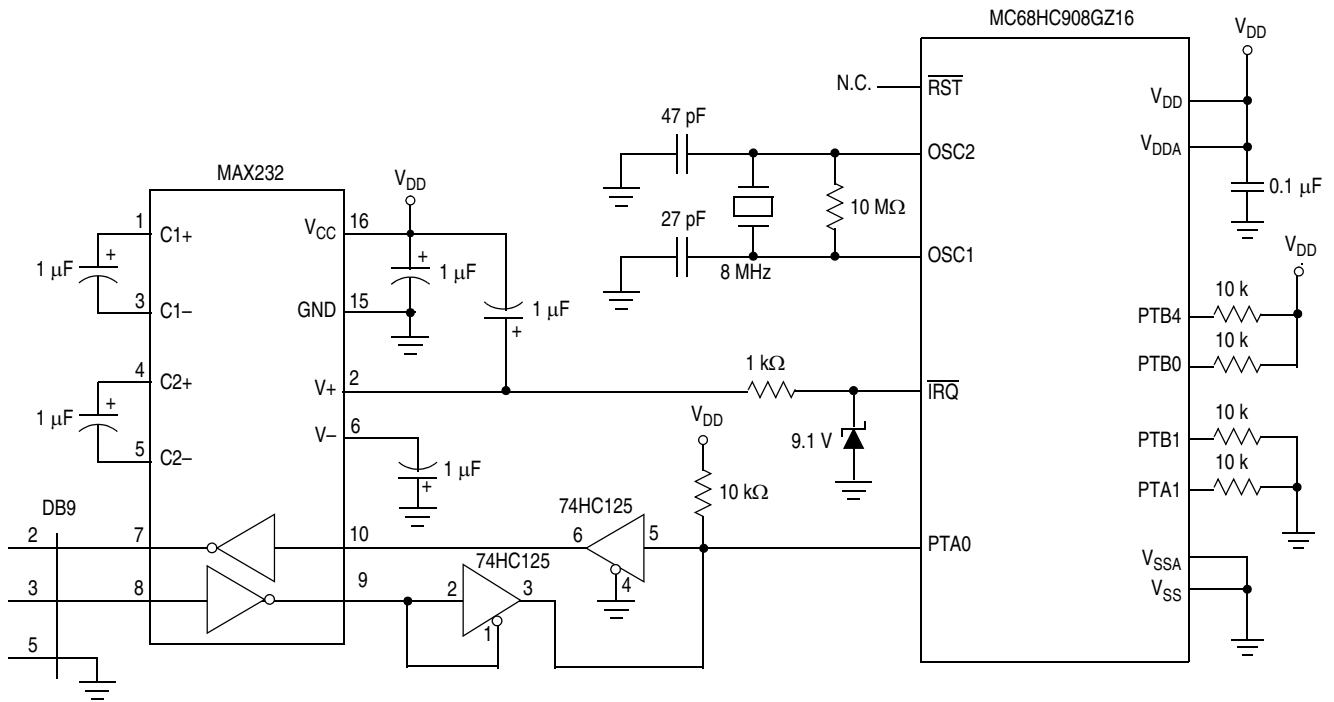 MC68HC908GZ16
VDD
N.C.
RST
VDD
47 pF
OSC2
VDDA
MAX232
VDD
10 MΩ
0.1 µF
1
C1+
VCC
16
27 pF
OSC1
VDD
1 µF
+
+
1 µF
8 MHz
3
C1–
GND
15
1 µF
+
PTB4
10 k
10 k
PTB0
4
C2+
V+
2
1 kΩ
IRQ
1 µF
+
V–
6
VDD
9.1 V
10 k
PTB1
5
C2–
1 µF
+
10 kΩ
10 k
PTA1
DB9
74HC125
2
7
10
6
5
PTA0
4
74HC125
VSSA
3
8
9
2
3
VSS
1
5